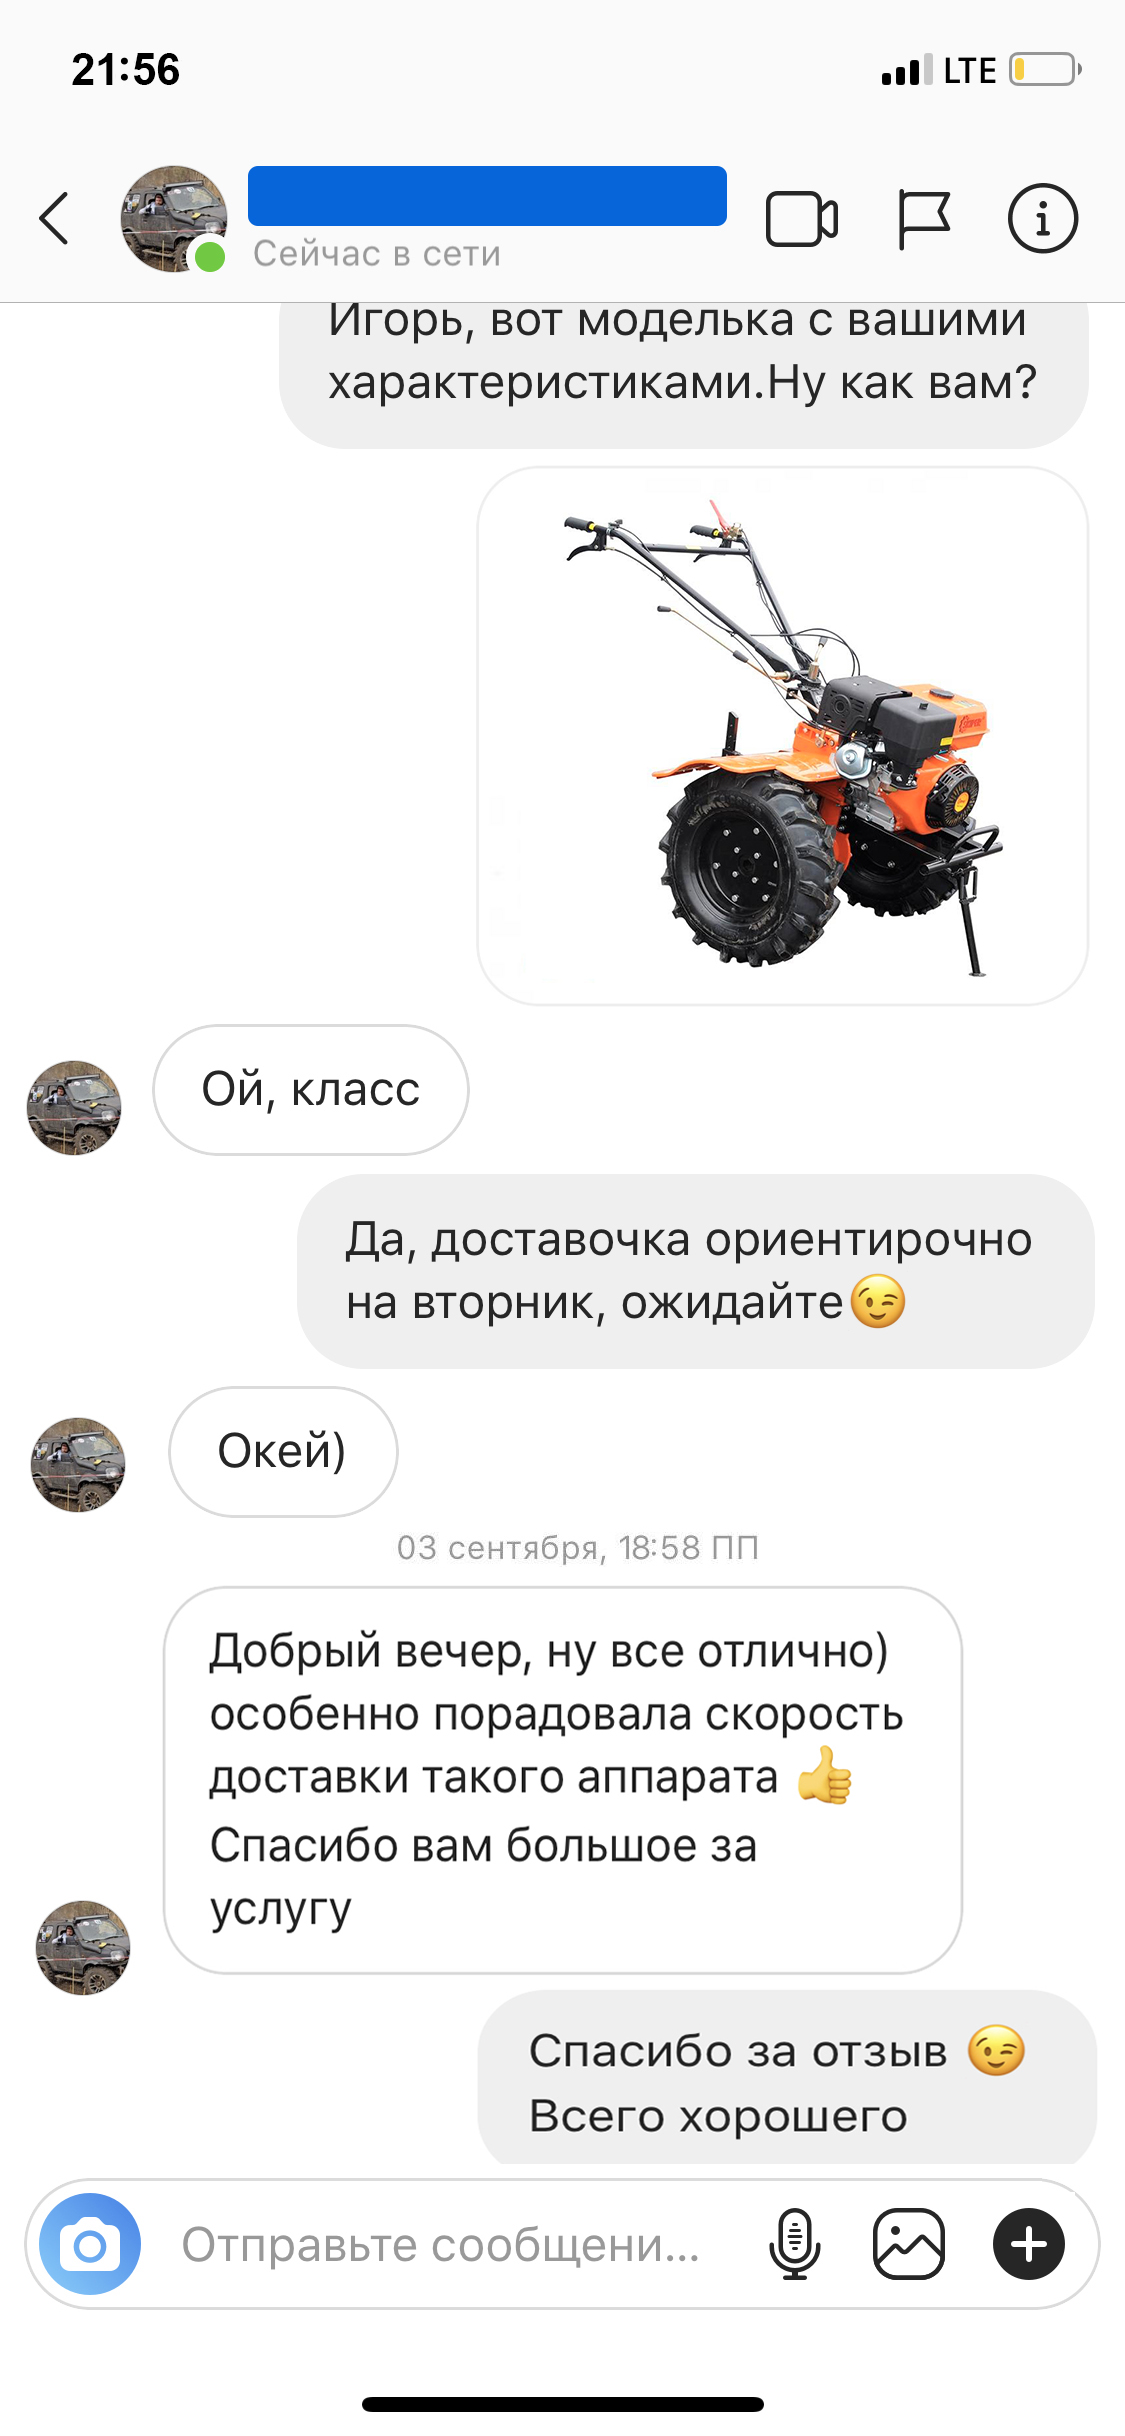 21:56
LTE
Сейчас в сети
Игорь, вот моделька с вашими
характеристиками.Ну как вам?
Ой, класс
Да, доставочка ориентирочно
на вторник, ожидайте😉
Окей)
03 сентября, 18:58 ПП
Добрый вечер, ну все отлично)
особенно порадовала скорость
доставки такого аппарата 👍
Спасибо вам большое за
услугу
Спасибо за отзыв 😉
Всего хорошего
Отправьте сообщени...